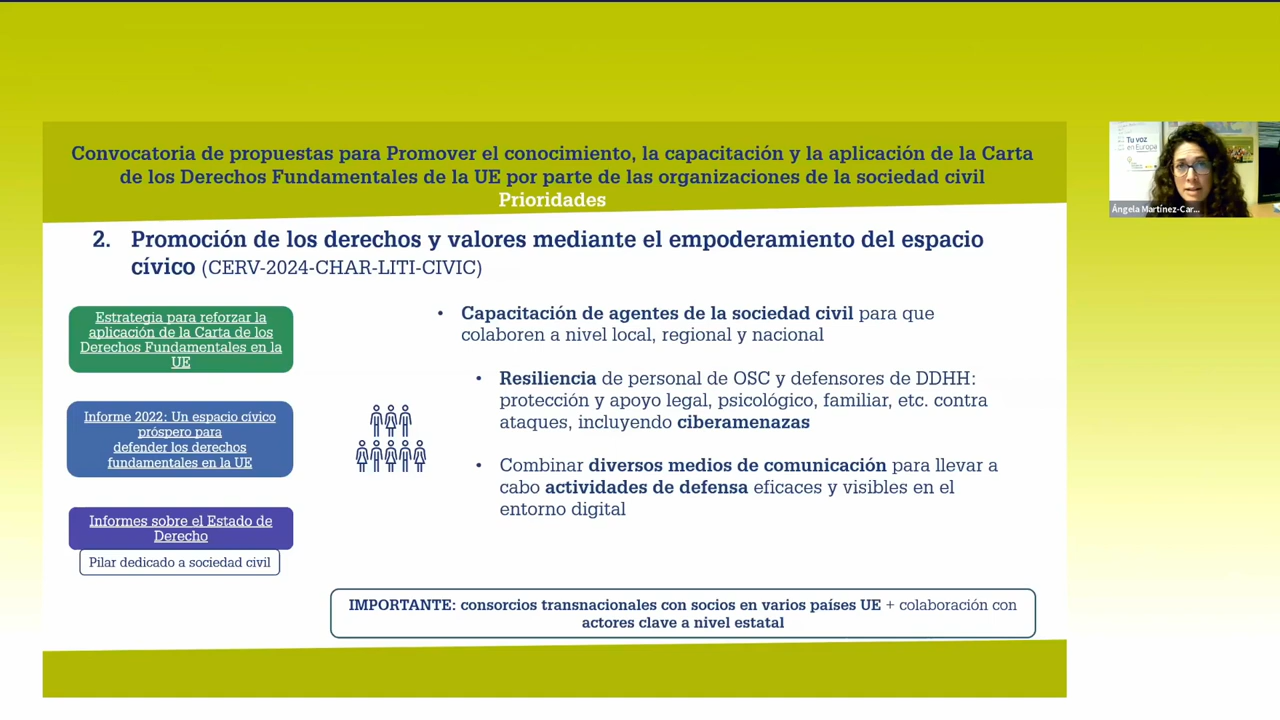 Convocatoria de propuestas para Promover el conocimiento, la capacitación y la aplicación de la Carta
de los Derechos Fundamentales de la UE por parte de las organizaciones de la sociedad civil
Prioridades
2. Promoción de los derechos y valores mediante el empoderamiento del espacio
cívico (CERV-2024-CHAR-LITI-CIVIC)
Estrategia para reforzar la
aplicación de la Carta de los
Derechos Fundamentales en la
UE
Informe 2022: Un espacio cívico
próspero para
defender los derechos
fundamentales en la UE
Informes sobre el Estado de
Derecho
Pilar dedicado a sociedad civil
• Capacitación de agentes de la sociedad civil para que
colaboren a nivel local, regional y nacional
• Resiliencia de personal de OSC y defensores de DDHH:
protección y apoyo legal, psicológico, familiar, etc. contra
ataques, incluyendo ciberamenazas
• Combinar diversos medios de comunicación para llevar a
cabo actividades de defensa eficaces y visibles en el
entorno digital
IMPORTANTE: consorcios transnacionales con socios en varios países UE + colaboración con
actores clave a nivel estatal
Tu voz
en Europa
Ángela Martínez-Car...